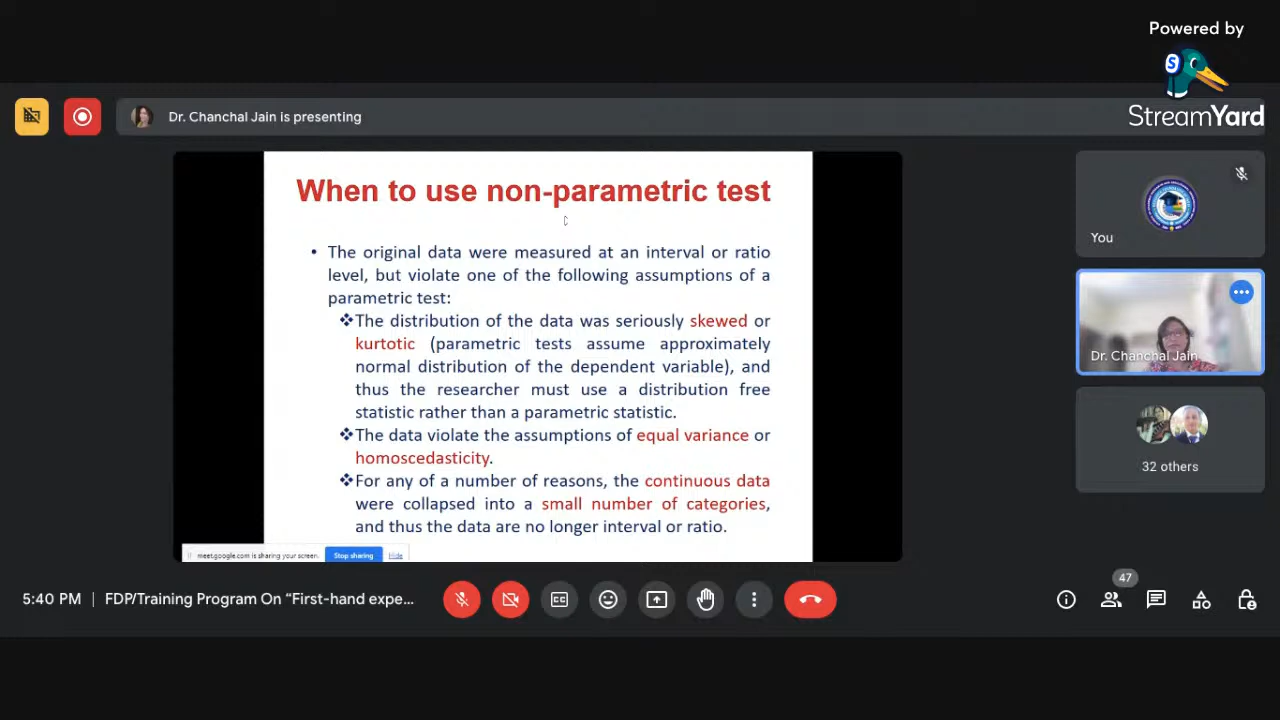 Powered by
StreamYard
Dr. Chanchal Jain is presenting
When to use non-parametric test
• The original data were measured at an interval or ratio
level, but violate one of the following assumptions of a
parametric test:
❖The distribution of the data was seriously skewed or
kurtotic (parametric tests assume approximately
normal distribution of the dependent variable), and
thus the researcher must use a distribution free
statistic rather than a parametric statistic.
❖The data violate the assumptions of equal variance or
homoscedasticity.
❖For any of a number of reasons, the continuous data
were collapsed into a small number of categories,
and thus the data are no longer interval or ratio.
meet.google.com is sharing your screen. Stop sharing Hide
You
Dr. Chanchal Jain
32 others
5:40 PM | FDP/Training Program On “First-hand expe...
47